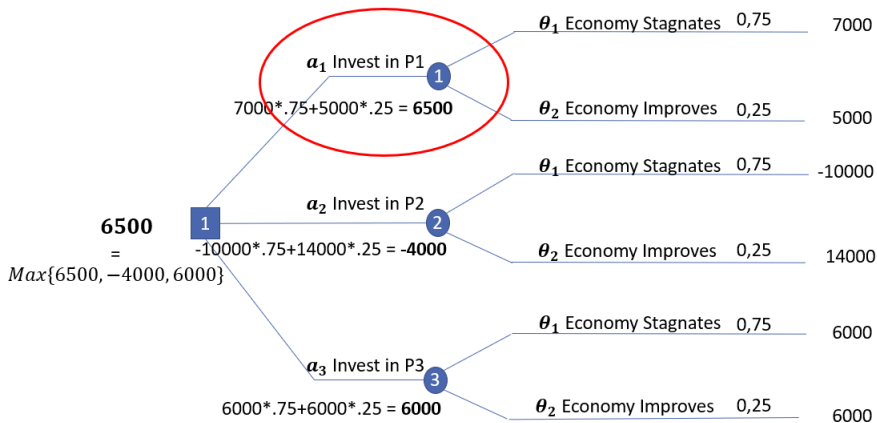 θ₁ Economy Stagnates 0,75 7000
a₁ Invest in P1
1
7000*.75+5000*.25 = 6500
θ₂ Economy Improves 0,25 5000
θ₁ Economy Stagnates 0,75 -10000
a₂ Invest in P2
6500 1 2
-10000*.75+14000*.25 = -4000
=
Max{6500, −4000, 6000}
θ₂ Economy Improves 0,25 14000
θ₁ Economy Stagnates 0,75 6000
a₃ Invest in P3
3
6000*.75+6000*.25 = 6000
θ₂ Economy Improves 0,25 6000